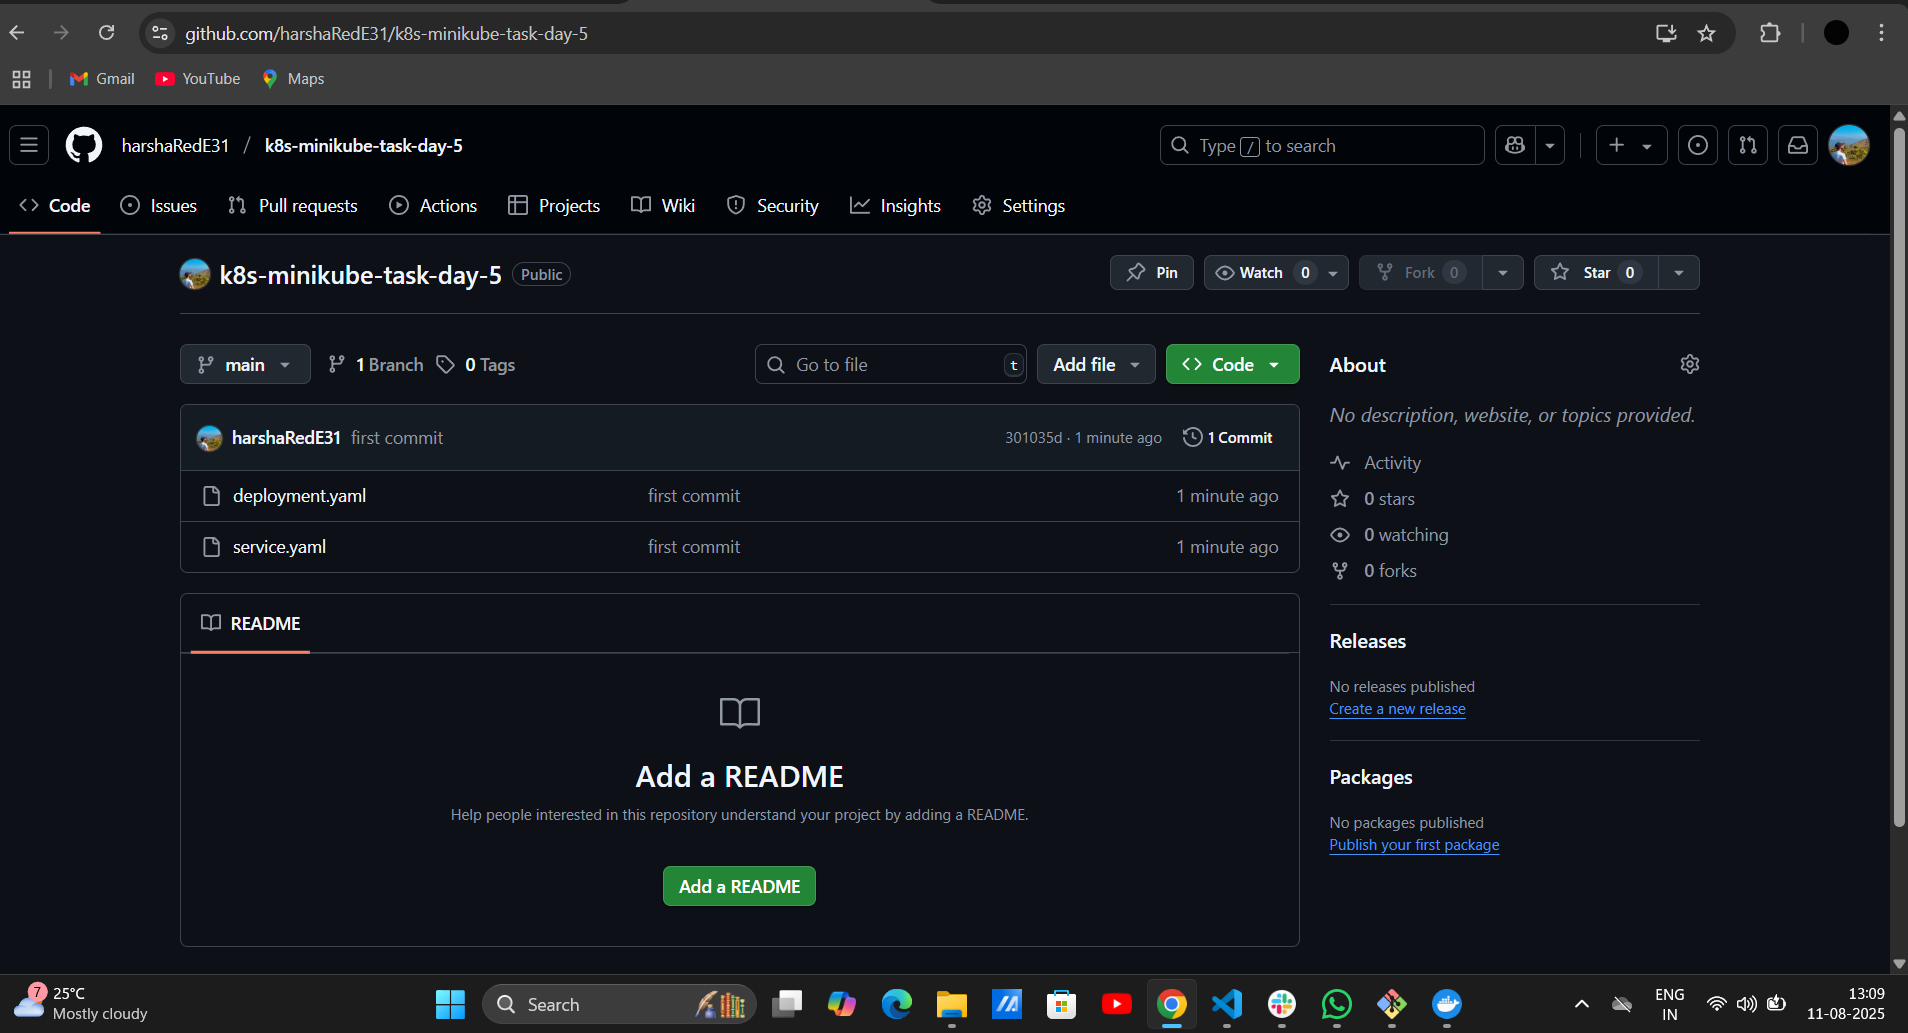 github.com/harshaRedE31/k8s-minikube-task-day-5
Gmail YouTube Maps
harshaRedE31 / k8s-minikube-task-day-5 Type / to search
Code Issues Pull requests Actions Projects Wiki Security Insights Settings
k8s-minikube-task-day-5 Public Pin Watch 0 Fork 0 Star 0
main 1 Branch 0 Tags Go to file t Add file Code
harshaRedE31 first commit 301035d · 1 minute ago 1 Commit
deployment.yaml first commit 1 minute ago
service.yaml first commit 1 minute ago
README
Add a README
Help people interested in this repository understand your project by adding a README.
Add a README
About
No description, website, or topics provided.
Activity
0 stars
0 watching
0 forks
Releases
No releases published
Create a new release
Packages
No packages published
Publish your first package
7 25°C
Mostly cloudy
Search
ENG
IN
13:09
11-08-2025